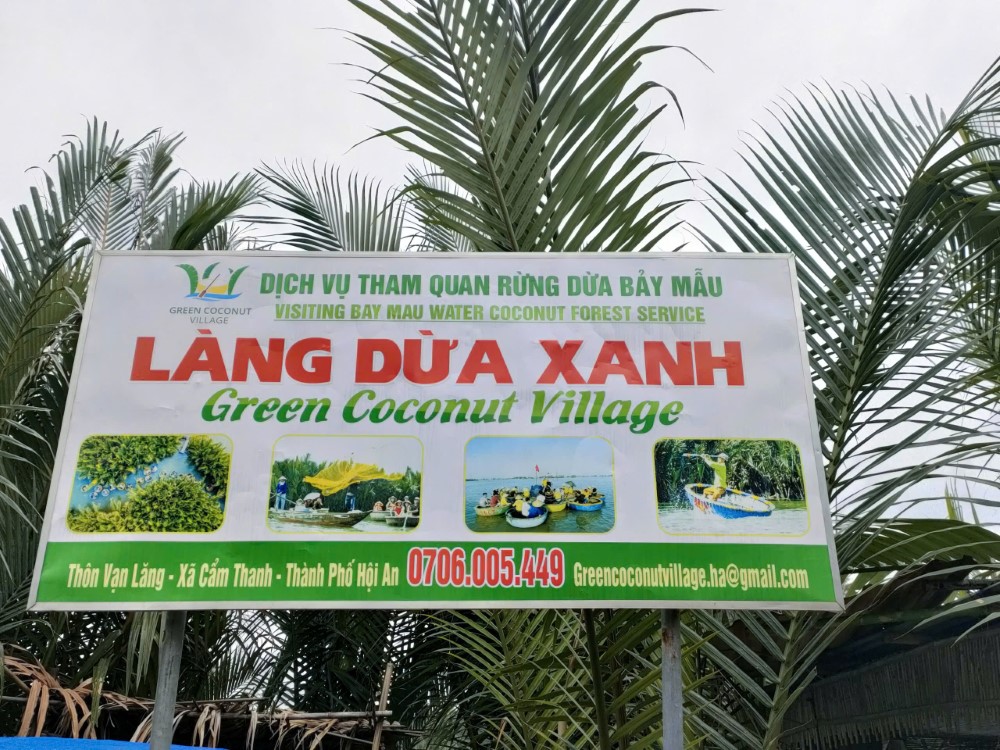 GREEN COCONUT
VILLAGE
DỊCH VỤ THAM QUAN RỪNG DỪA BẢY MẪU
VISITING BAY MAU WATER COCONUT FOREST SERVICE
LÀNG DỪA XANH
Green Coconut Village
Thôn Vạn Lăng - Xã Cẩm Thanh - Thành Phố Hội An 0706.005.449 Greencoconutvillage.ha@gmail.com